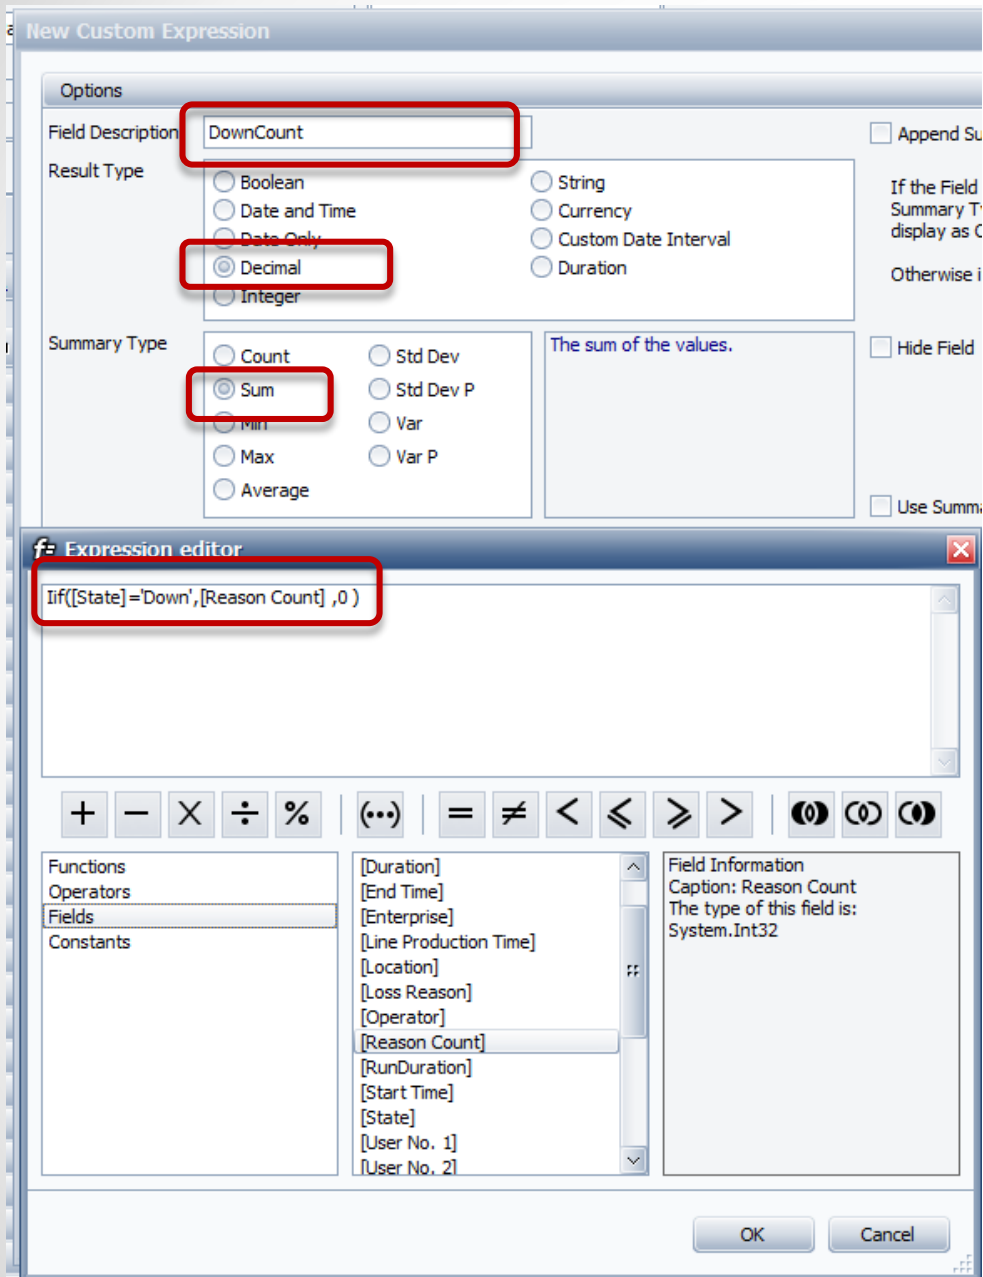 New Custom Expression
Options
Field Description
DownCount
Append Su
Result Type
Boolean
Date and Time
Date Only
Decimal
Integer
String
Currency
Custom Date Interval
Duration
If the Field
Summary T
display as C
Otherwise i
Summary Type
Count
Sum
Min
Max
Average
Std Dev
Std Dev P
Var
Var P
The sum of the values.
Hide Field
Use Summa
Expression editor
Iif([State]='Down',[Reason Count] ,0 )
Functions
Operators
Fields
Constants
[Duration]
[End Time]
[Enterprise]
[Line Production Time]
[Location]
[Loss Reason]
[Operator]
[Reason Count]
[RunDuration]
[Start Time]
[State]
[User No. 1]
[User No. 2]
Field Information
Caption: Reason Count
The type of this field is:
System.Int32
OK
Cancel